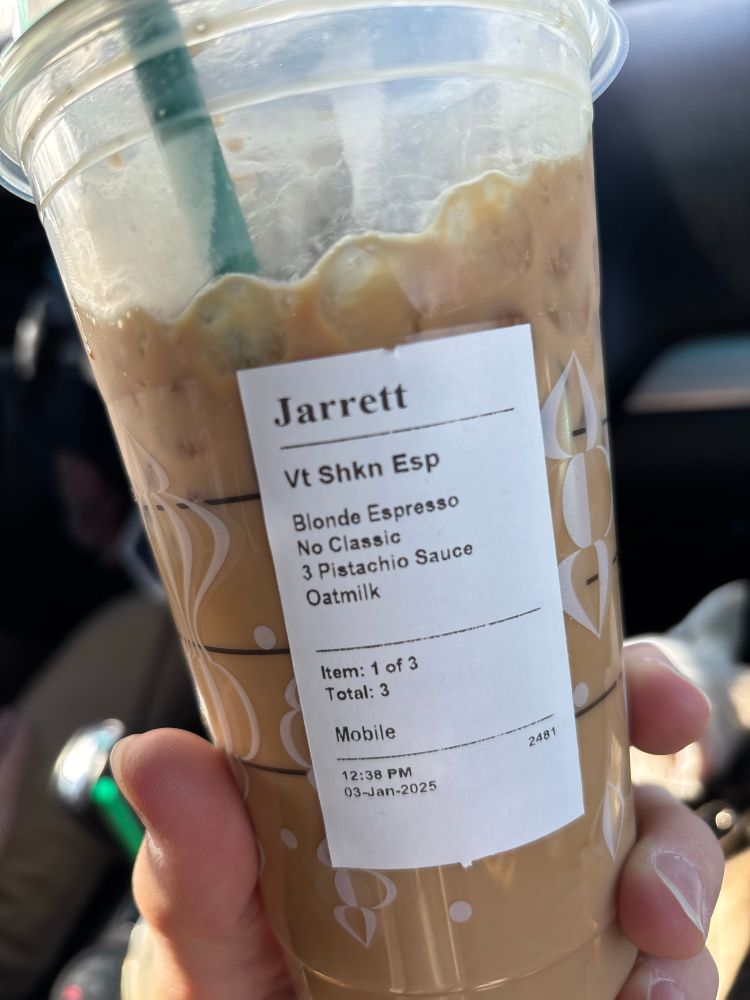 Jarrett
Vt Shkn Esp
Blonde Espresso
No Classic
3 Pistachio Sauce
Oatmilk
Item: 1 of 3
Total: 3
Mobile
2481
12:38 PM
03-Jan-2025